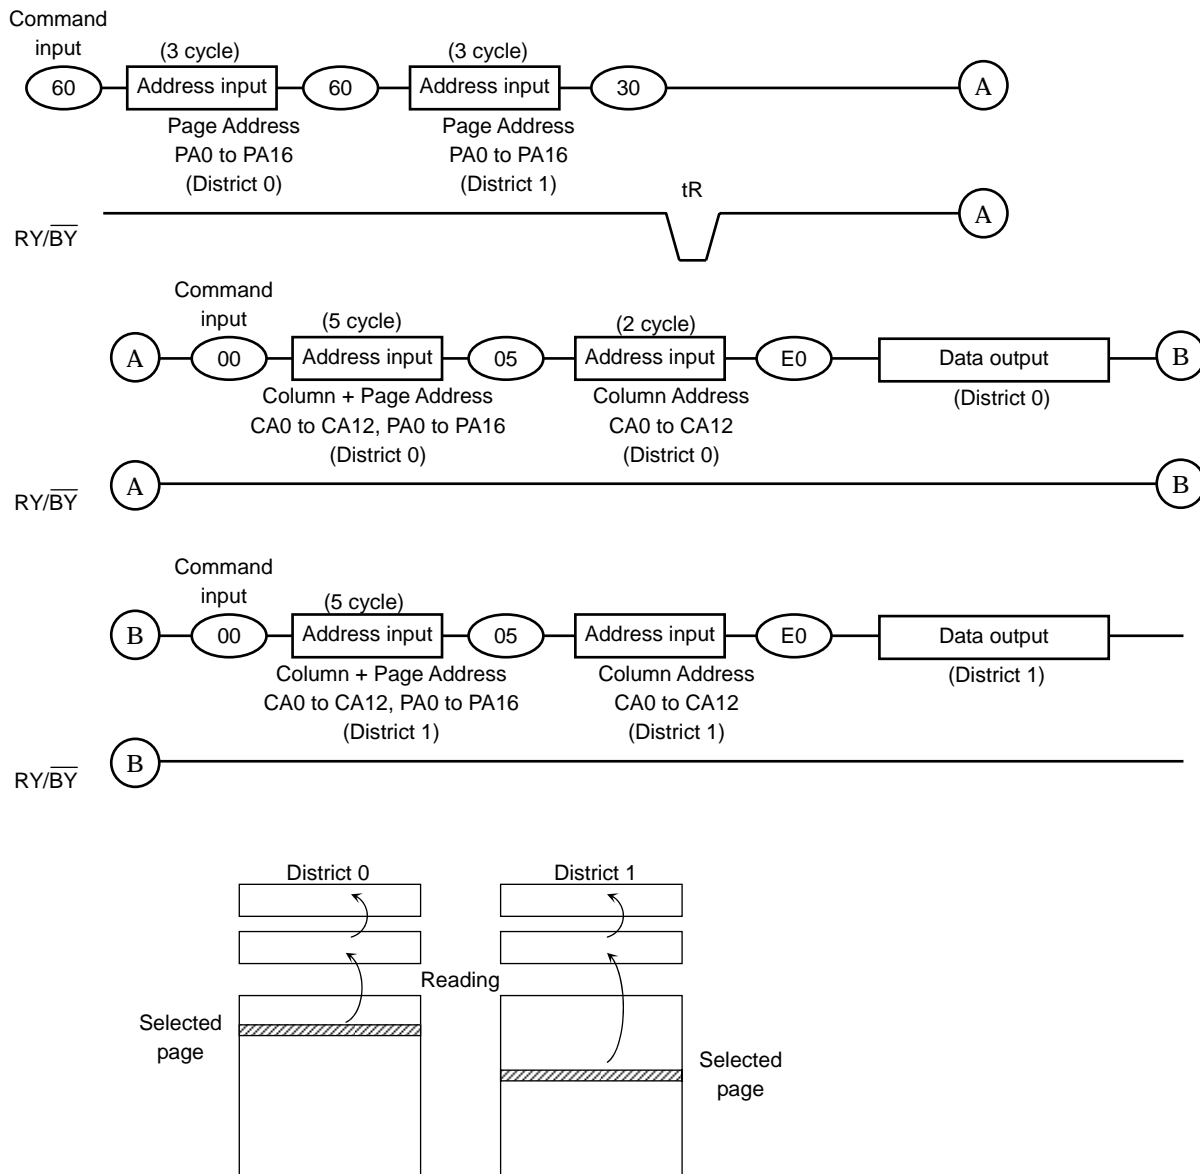 Command
input
(3 cycle)
(3 cycle)
60
Address input
60
Address input
30
A
Page Address
PA0 to PA16
(District 0)
Page Address
PA0 to PA16
(District 1)
tR
A
RY/BY
Command
input
(5 cycle)
(2 cycle)
A
00
Address input
05
Address input
E0
Data output
B
Column + Page Address
CA0 to CA12, PA0 to PA16
(District 0)
Column Address
CA0 to CA12
(District 0)
(District 0)
A
B
RY/BY
Command
input
(5 cycle)
B
00
Address input
05
Address input
E0
Data output
Column + Page Address
CA0 to CA12, PA0 to PA16
(District 1)
Column Address
CA0 to CA12
(District 1)
(District 1)
B
RY/BY
District 0
District 1
Reading
Selected
page
Selected
page